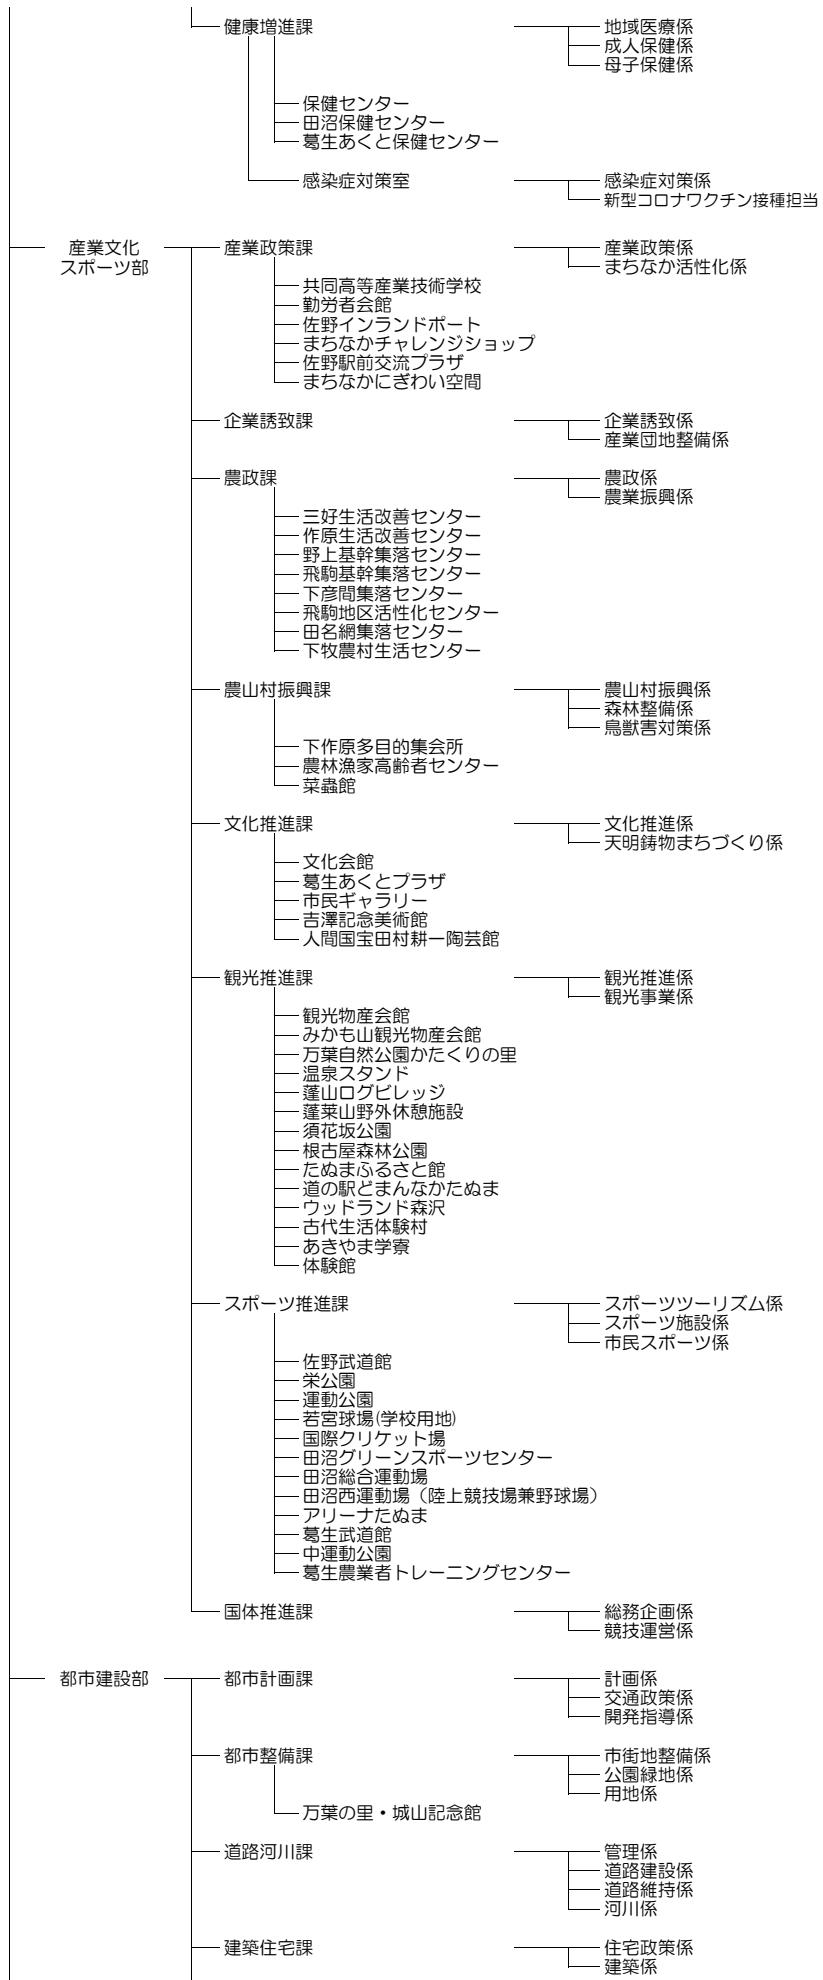 健康増進課
地域医療係
成人保健係
母子保健係
保健センター
田沼保健センター
葛生あくと保健センター
感染症対策室
感染症対策係
新型コロナワクチン接種担当
産業文化
スポーツ部
産業政策課
産業政策係
まちなか活性化係
共同高等産業技術学校
勤労者会館
佐野インランドポート
まちなかチャレンジショップ
佐野駅前交流プラザ
まちなかにぎわい空間
企業誘致課
企業誘致係
産業団地整備係
農政課
農政係
農業振興係
三好生活改善センター
作原生活改善センター
野上基幹集落センター
飛駒基幹集落センター
下彦間集落センター
飛駒地区活性化センター
田名網集落センター
下牧農村生活センター
農山村振興課
農山村振興係
森林整備係
鳥獣害対策係
下作原多目的集会所
農林漁家高齢者センター
菜蟲館
文化推進課
文化推進係
天明鋳物まちづくり係
文化会館
葛生あくとプラザ
市民ギャラリー
吉澤記念美術館
人間国宝田村耕一陶芸館
観光推進課
観光推進係
観光事業係
観光物産会館
みかも山観光物産会館
万葉自然公園かたくりの里
温泉スタンド
蓬山ログビレッジ
蓬莱山野外休憩施設
須花坂公園
根古屋森林公園
たぬまふるさと館
道の駅どまんなかたぬま
ウッドランド森沢
古代生活体験村
あきやま学寮
体験館
スポーツ推進課
スポーツツーリズム係
スポーツ施設係
市民スポーツ係
佐野武道館
栄公園
運動公園
若宮球場(学校用地)
国際クリケット場
田沼グリーンスポーツセンター
田沼総合運動場
田沼西運動場（陸上競技場兼野球場）
アリーナたぬま
葛生武道館
中運動公園
葛生農業者トレーニングセンター
国体推進課
総務企画係
競技運営係
都市建設部
都市計画課
計画係
交通政策係
開発指導係
都市整備課
市街地整備係
公園緑地係
用地係
万葉の里・城山記念館
道路河川課
管理係
道路建設係
道路維持係
河川係
建築住宅課
住宅政策係
建築係